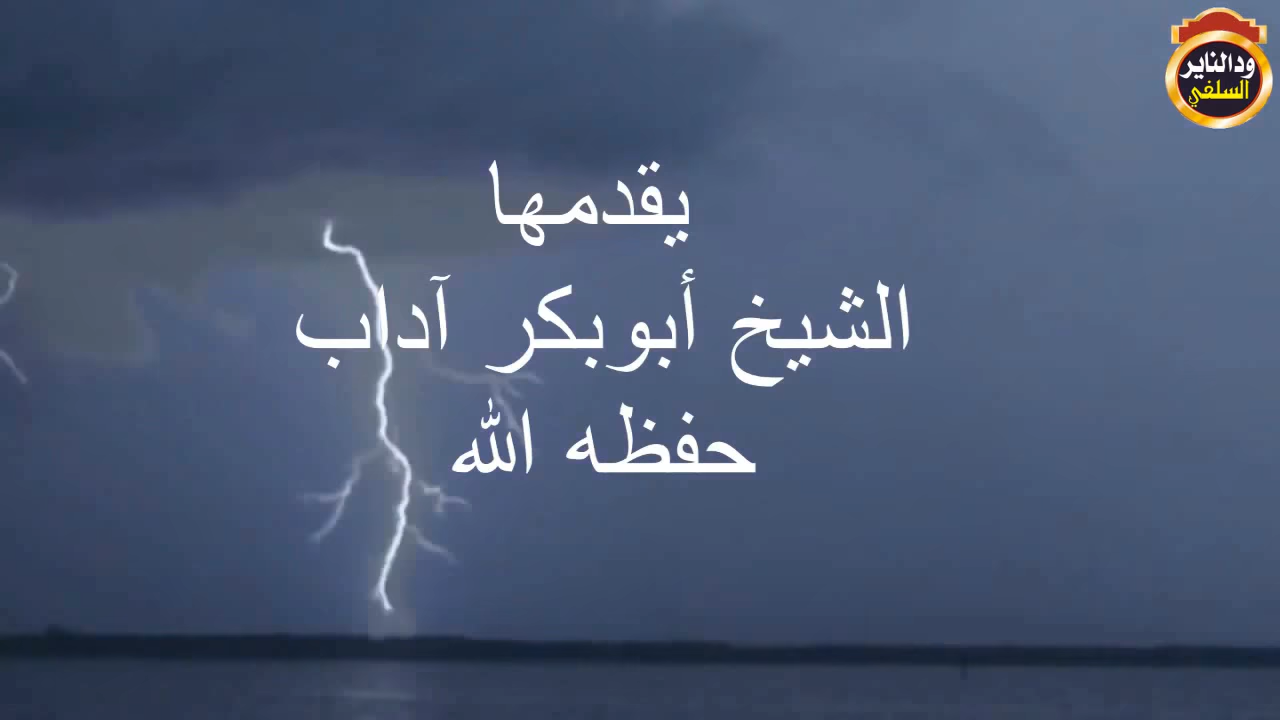 ودالناير
السلفي
يقدمها
الشيخ أبوبكر آداب
حفظه الله